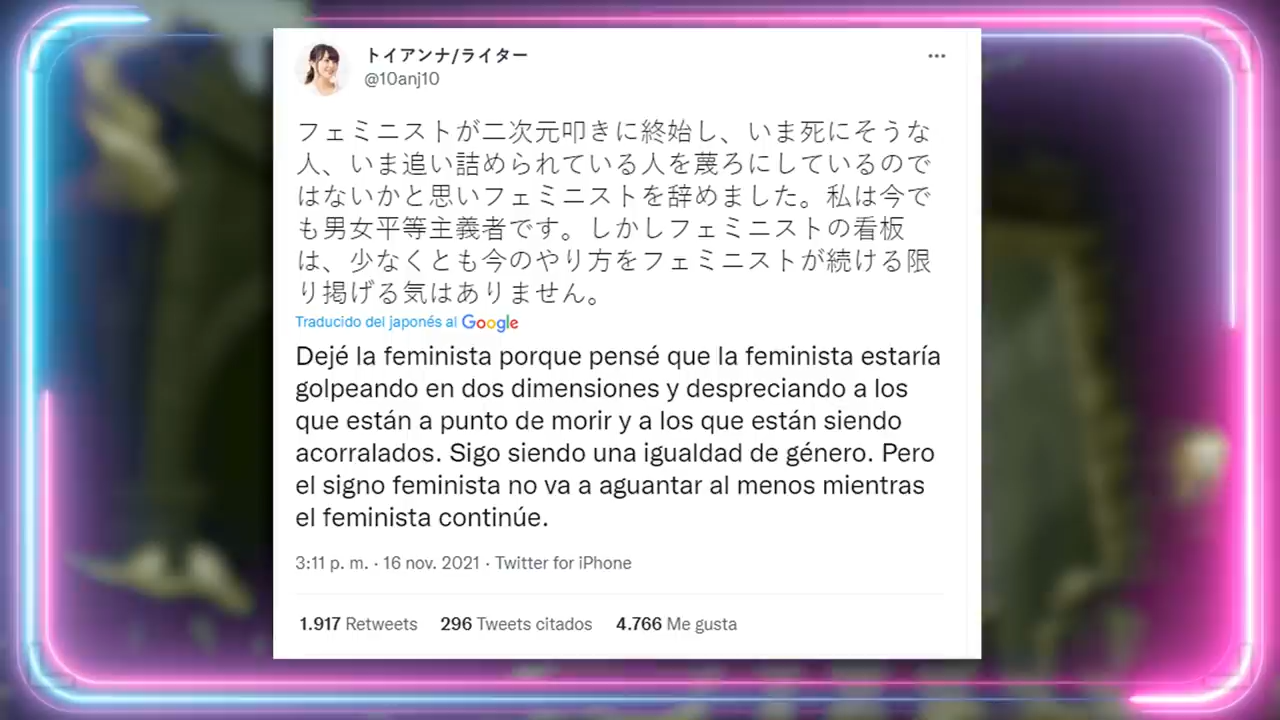 トイアンナ/ライター
@10anj10
フェミニストが二次元叩きに終始し、いま死にそうな
人、いま追い詰められている人を蔑ろにしているので
はないかと思いフェミニストを辞めました。私は今で
も男女平等主義者です。しかしフェミニストの看板
は、少なくとも今のやり方をフェミニストが続ける限
り掲げる気はありません。
Traducido del japonés al Google
Dejé la feminista porque pensé que la feminista estaría
golpeando en dos dimensiones y despreciando a los
que están a punto de morir y a los que están siendo
acorralados. Sigo siendo una igualdad de género. Pero
el signo feminista no va a aguantar al menos mientras
el feminista continúe.
3:11 p. m. · 16 nov. 2021 · Twitter for iPhone
1.917 Retweets 296 Tweets citados 4.766 Me gusta